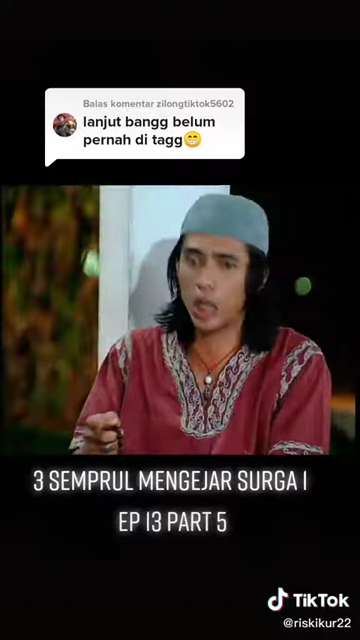 Balas komentar zilongtiktok5602
lanjut bangg belum
pernah di tagg😁
3 SEMPRUL MENGEJAR SURGA 1
EP 13 PART 5
TikTok
@riskikur22